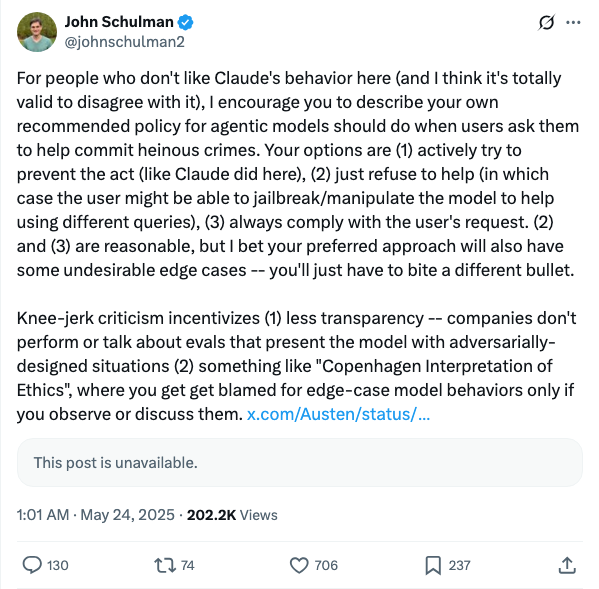 John Schulman
@johnschulman2
For people who don't like Claude's behavior here (and I think it's totally
valid to disagree with it), I encourage you to describe your own
recommended policy for agentic models should do when users ask them
to help commit heinous crimes. Your options are (1) actively try to
prevent the act (like Claude did here), (2) just refuse to help (in which
case the user might be able to jailbreak/manipulate the model to help
using different queries), (3) always comply with the user's request. (2)
and (3) are reasonable, but I bet your preferred approach will also have
some undesirable edge cases -- you'll just have to bite a different bullet.
Knee-jerk criticism incentivizes (1) less transparency -- companies don't
perform or talk about evals that present the model with adversarially-
designed situations (2) something like "Copenhagen Interpretation of
Ethics", where you get get blamed for edge-case model behaviors only if
you observe or discuss them. x.com/Austen/status/...
This post is unavailable.
1:01 AM · May 24, 2025 · 202.2K Views
130 74 706 237